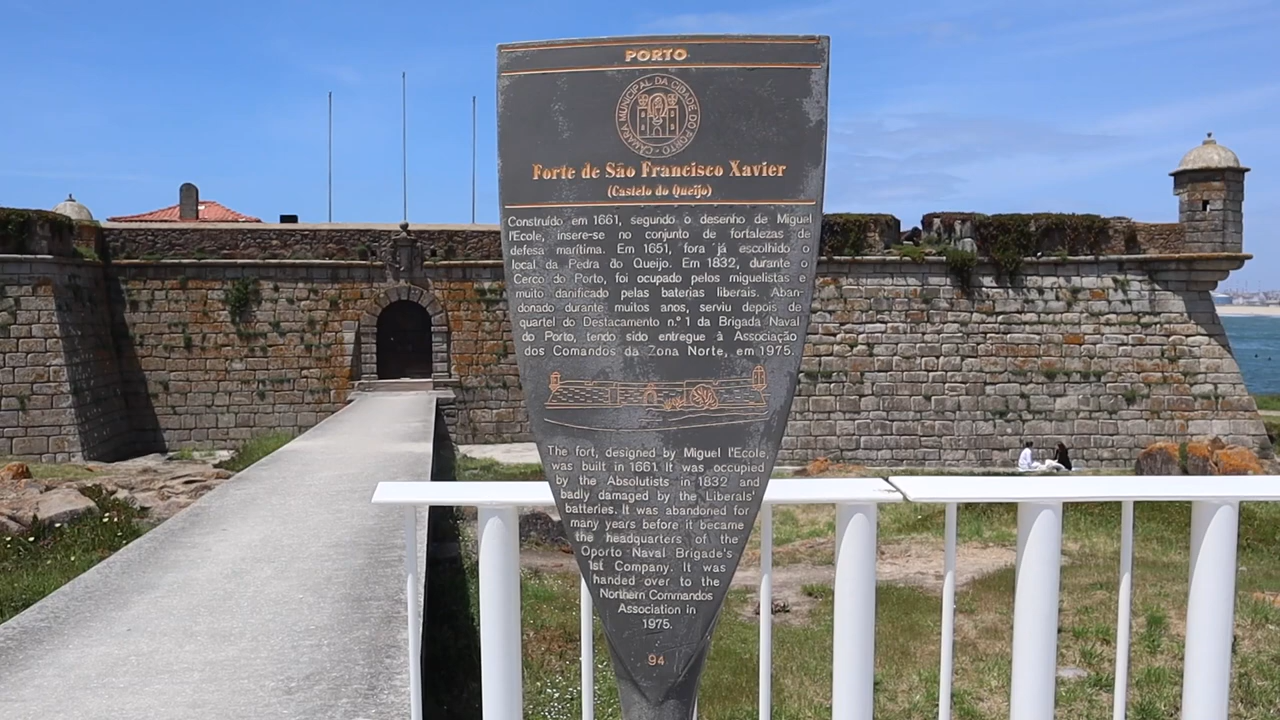 PORTO
CÂMARA MUNICIPAL DA CIDADE DO PORTO
Forte de São Francisco Xavier
(Castelo do Queijo)
Construído em 1661, segundo o desenho de Miguel
l'Ecole, insere-se no conjunto de fortalezas de
defesa marítima. Em 1651, fora já escolhido o
local da Pedra do Queijo. Em 1832, durante o
Cerco do Porto, foi ocupado pelos miguelistas e
muito danificado pelas baterias liberais. Aban-
donado durante muitos anos, serviu depois de
quartel do Destacamento n.º 1 da Brigada Naval
do Porto, tendo sido entregue à Associação
dos Comandos da Zona Norte, em 1975.
The fort, designed by Miguel l'Ecole,
was built in 1661. It was occupied
by the Absolutists in 1832 and
badly damaged by the Liberals'
batteries. It was abandoned for
many years before it became
the headquarters of the
Oporto Naval Brigade's
1st Company. It was
handed over to the
Northern Commandos
Association in
1975.
94